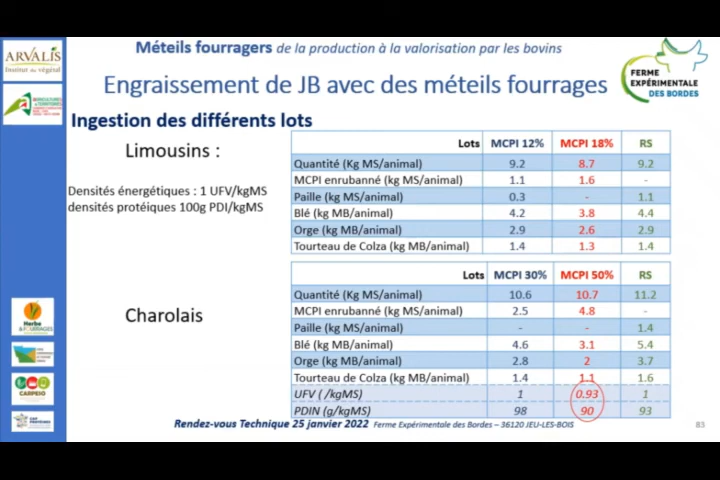 Méteils fourragers de la production à la valorisation par les bovins
ARVALIS
Institut du végétal
FERME
EXPÉRIMENTALE
DES BORDES
Engraissement de JB avec des méteils fourrages
Ingestion des différents lots
Limousins :
Densités énergétiques : 1 UFV/kgMS
densités protéiques 100g PDI/kgMS
Lots MCPI 12% MCPI 18% RS
Quantité (Kg MS/animal) 9.2 8.7 9.2
MCPI enrubanné (kg MS/animal) 1.1 1.6 -
Paille (kg MS/animal) 0.3 - 1.1
Blé (kg MB/animal) 4.2 3.8 4.4
Orge (kg MB/animal) 2.9 2.6 2.9
Tourteau de Colza (kg MB/animal) 1.4 1.3 1.4
Charolais
Lots MCPI 30% MCPI 50% RS
Quantité (Kg MS/animal) 10.6 10.7 11.2
MCPI enrubanné (kg MS/animal) 2.5 4.8 -
Paille (kg MS/animal) - - 1.4
Blé (kg MB/animal) 4.6 3.1 5.4
Orge (kg MB/animal) 2.8 2 3.7
Tourteau de Colza (kg MB/animal) 1.4 1.1 1.6
UFV ( /kgMS) 1 0.93 1
PDIN (g/kgMS) 98 90 93
Herbe
& FOURRAGES
CARPEIO
Rendez-vous Technique 25 janvier 2022 Ferme Expérimentale des Bordes – 36120 JEU-LES-BOIS
83